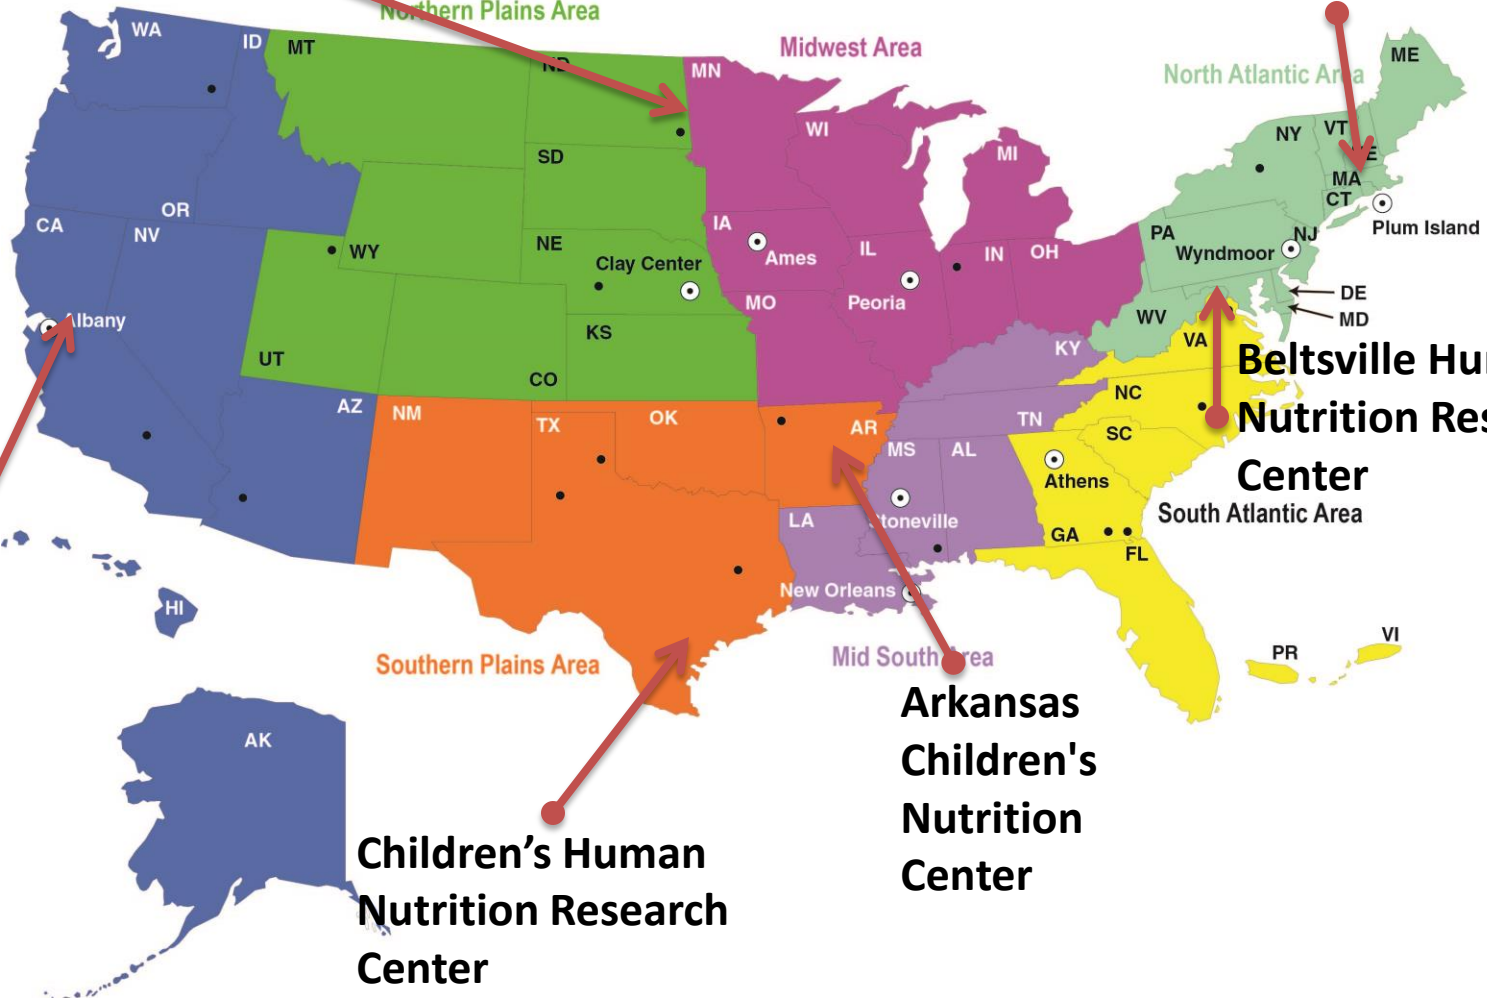 Northern Plains Area
Midwest Area
North Atlantic Area
WA
ID
MT
ND
MN
ME
WI
MI
NY
VT
SD
MA
CT
Plum Island
CA
OR
NV
WY
NE
IA
Ames
IL
IN
OH
PA
Wyndmoor
NJ
Clay Center
MO
Peoria
DE
MD
WV
Albany
UT
CO
KS
KY
VA
Beltsville
Nutrition
Center
AZ
NM
TX
OK
AR
TN
NC
SC
MS
AL
Athens
South Atlantic Area
LA
Stoneville
GA
FL
New Orleans
HI
Southern Plains Area
Mid South Area
PR
VI
AK
Arkansas
Children's
Nutrition
Center
Children’s Human
Nutrition Research
Center